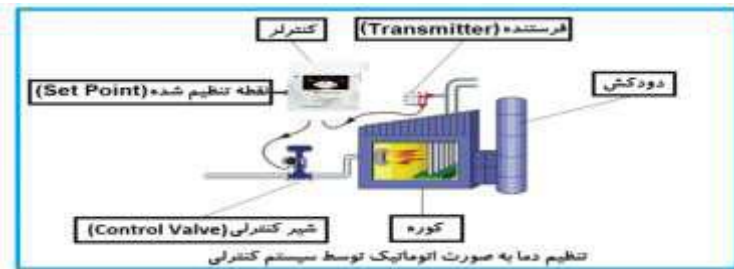 کنترلر
فرستنده (Transmitter)
نقطه تنظیم شده (Set Point)
دودکش
شیر کنترلی (Control Valve)
کوره
تنظیم دما به صورت اتوماتیک توسط سیستم کنترلی